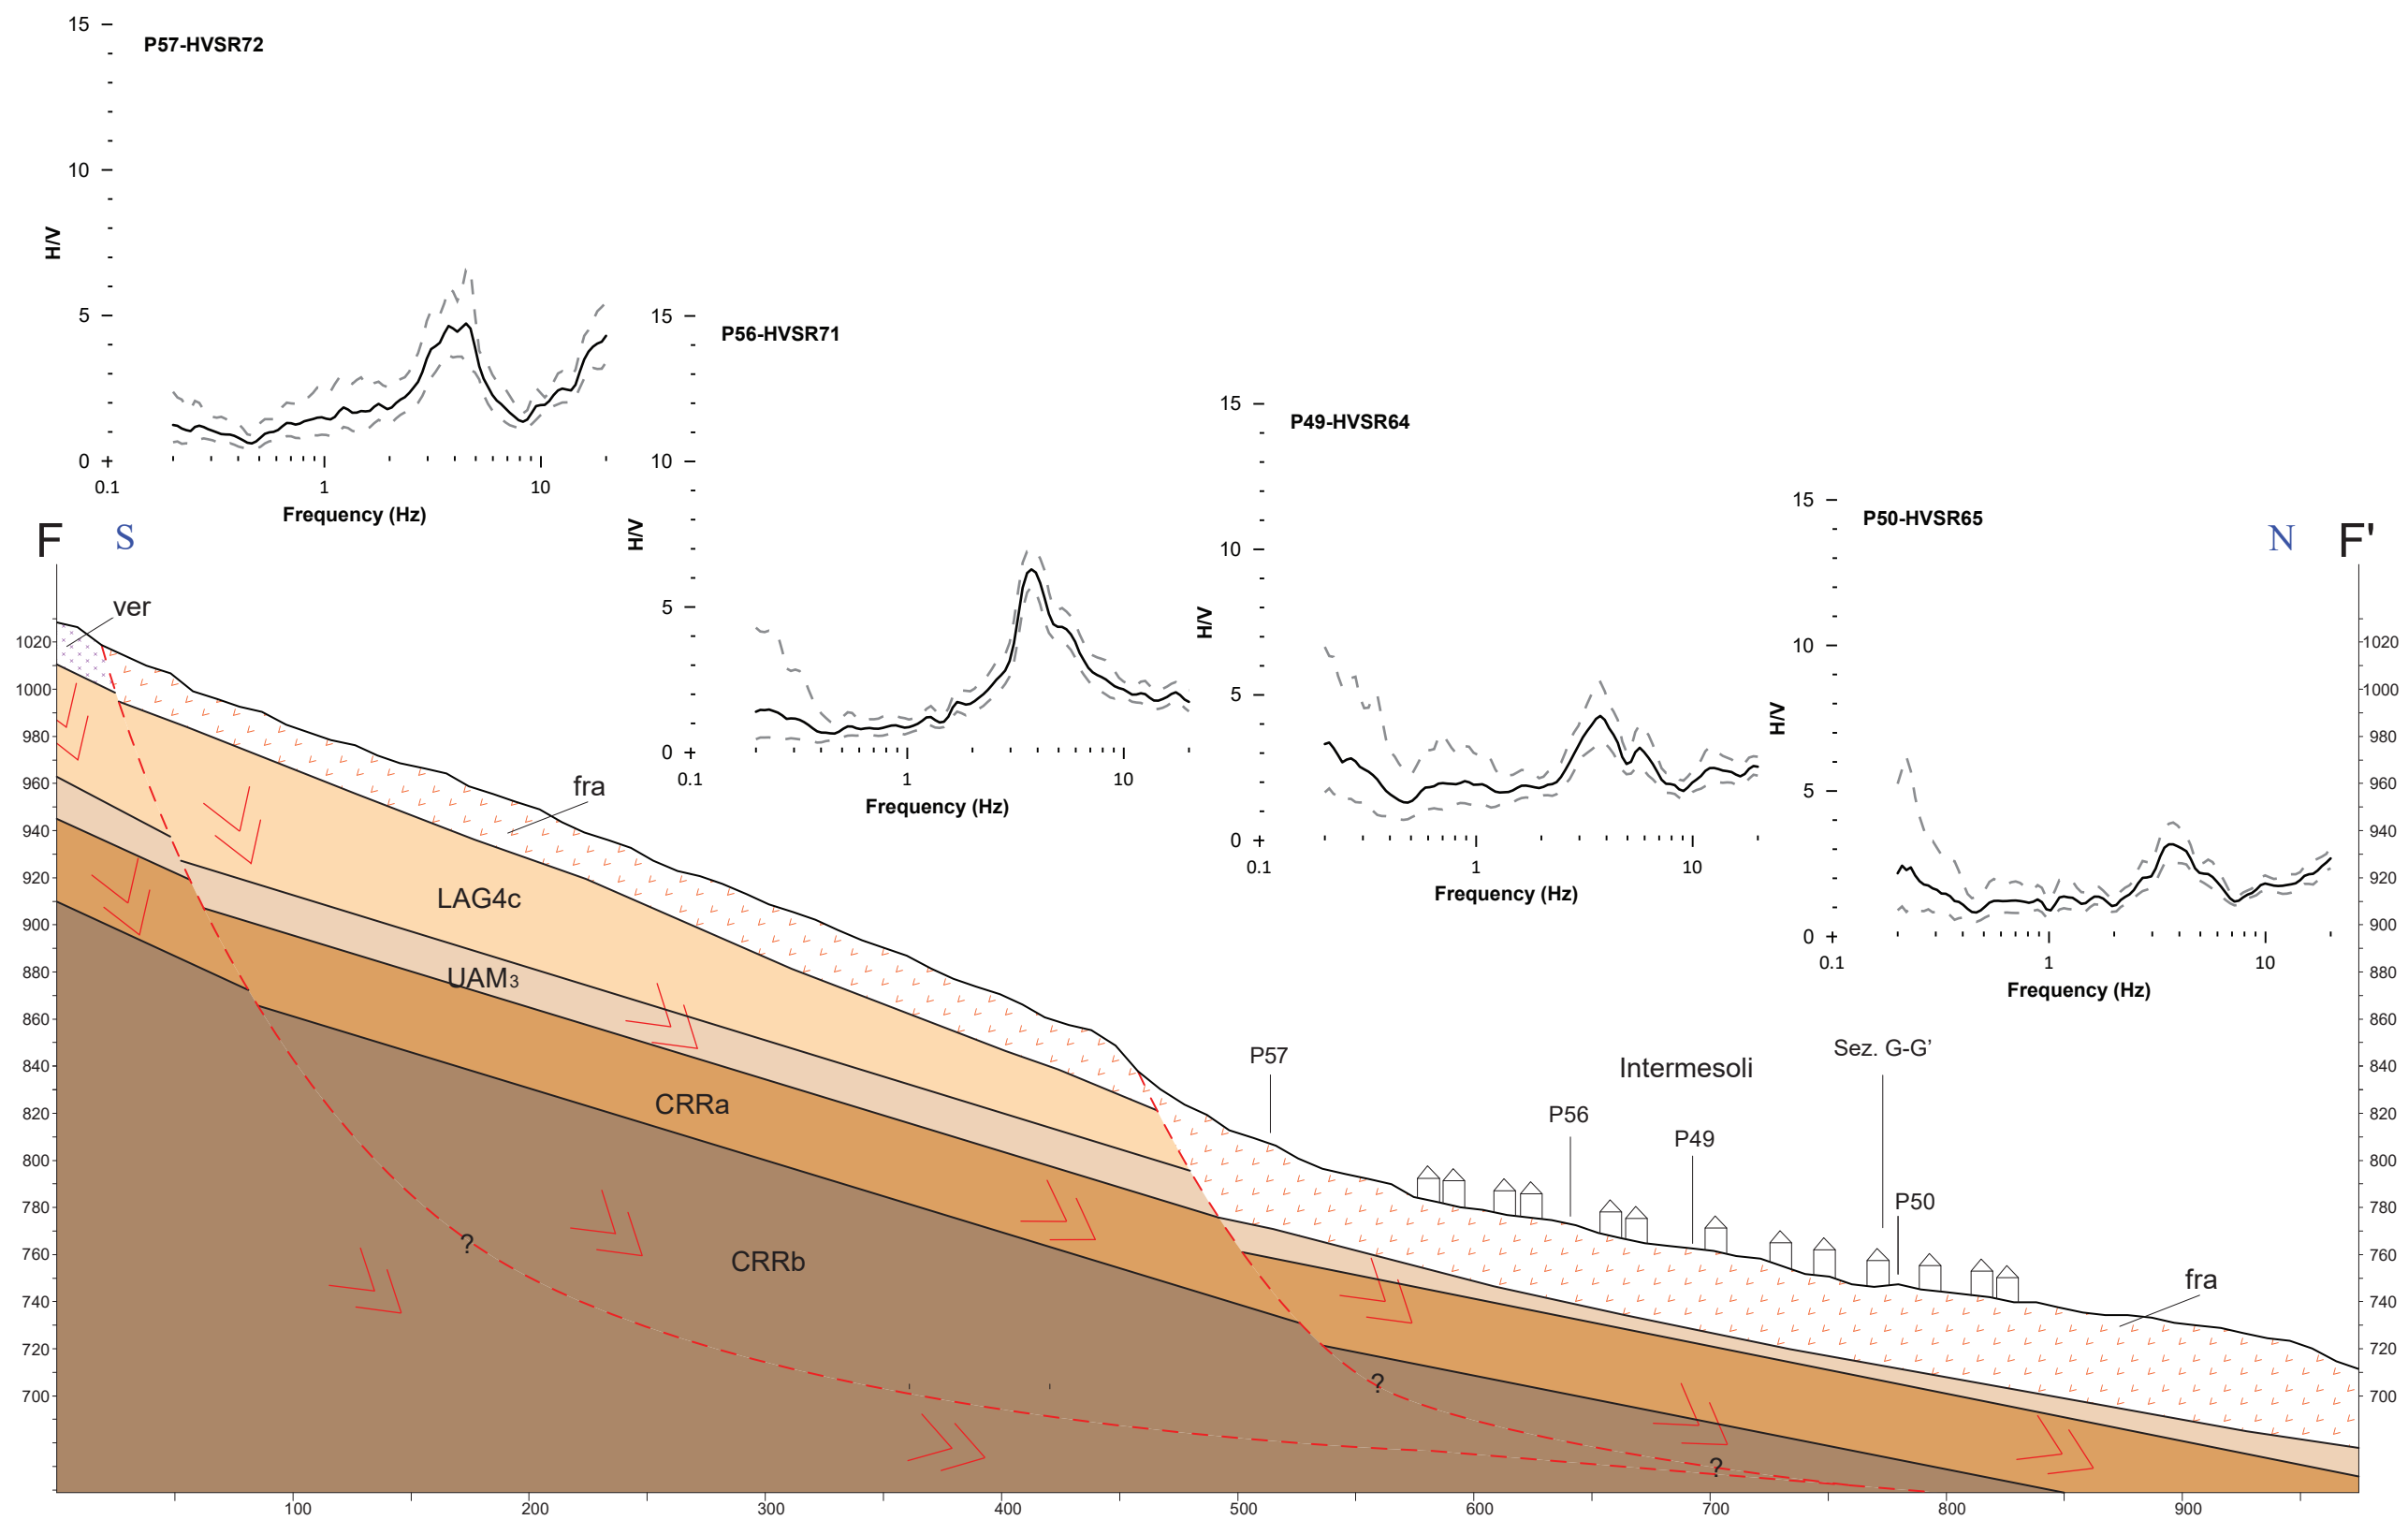 P57-HVSR72
15
10
5
0
H/V
0.1 1 10
Frequency (Hz)
P56-HVSR71
15
10
5
0
H/V
0.1 1 10
Frequency (Hz)
P49-HVSR64
15
10
5
0
H/V
0.1 1 10
Frequency (Hz)
P50-HVSR65
15
10
5
0
H/V
0.1 1 10
Frequency (Hz)
F S
N F'
ver
fra
LAG4c
UAM3
CRRa
CRRb
?
?
?
P57
P56
P49
Intermesoli
Sez. G-G’
P50
fra
1020
1000
980
960
940
920
900
880
860
840
820
800
780
760
740
720
700
1020
1000
980
960
940
920
900
880
860
840
820
800
780
760
740
720
700
100 200 300 400 500 600 700 800 900